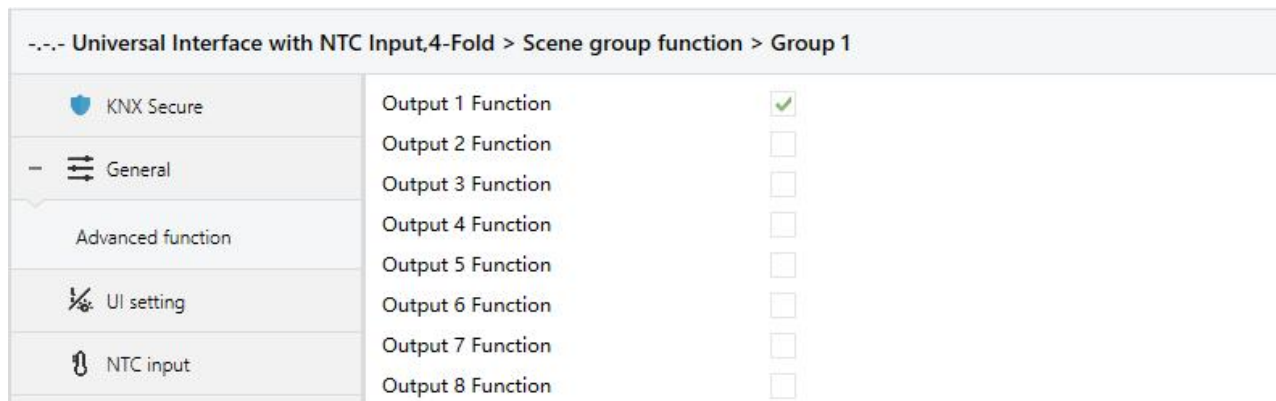 -.-.- Universal Interface with NTC Input,4-Fold > Scene group function > Group 1
KNX Secure
General
Advanced function
UI setting
NTC input
Output 1 Function
Output 2 Function
Output 3 Function
Output 4 Function
Output 5 Function
Output 6 Function
Output 7 Function
Output 8 Function